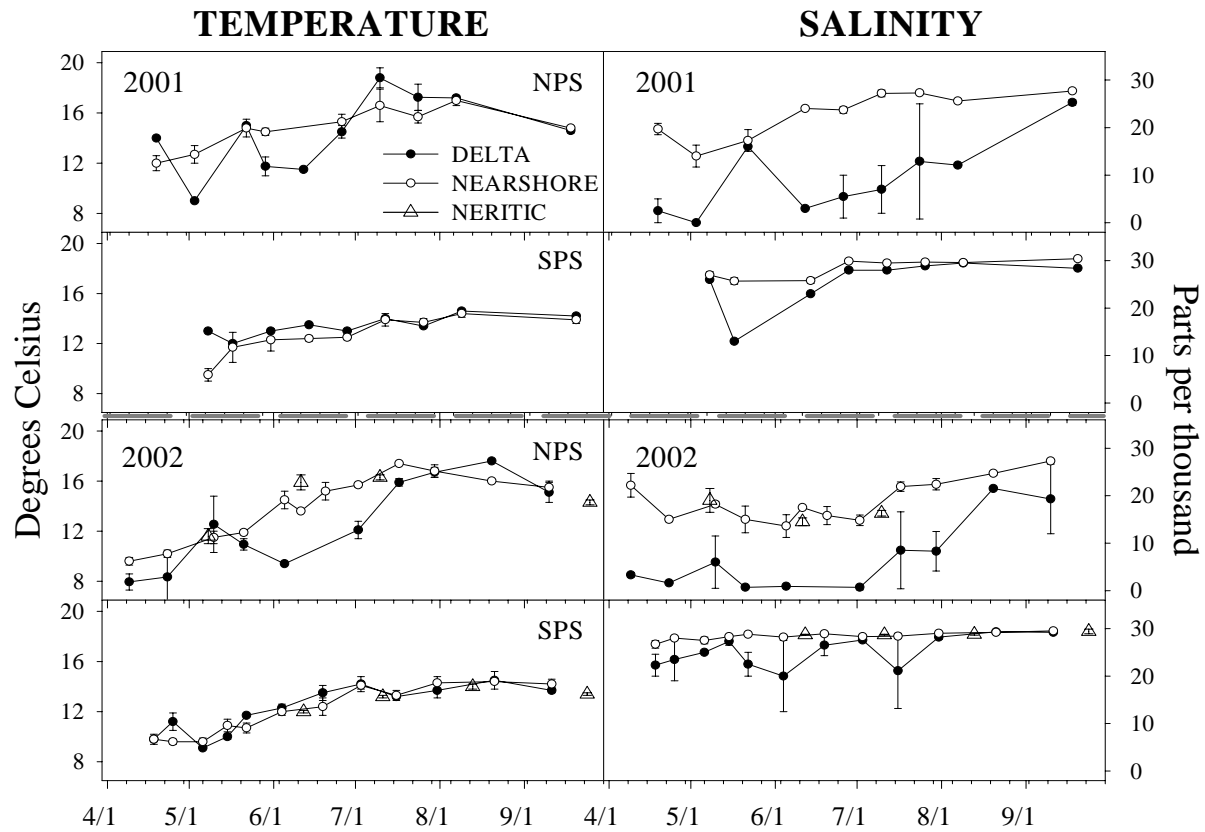 TEMPERATURE SALINITY
20 2001 NPS 2001 30
16 20
12 DELTA 10
NEARSHORE
8 NERITIC 0
20 SPS 30
16 20
12 10
8 0
Degrees Celsius
Parts per thousand
20 2002 NPS 2002 30
16 20
12 10
8 0
20 SPS 30
16 20
12 10
8 0
4/1 5/1 6/1 7/1 8/1 9/1 4/1 5/1 6/1 7/1 8/1 9/1